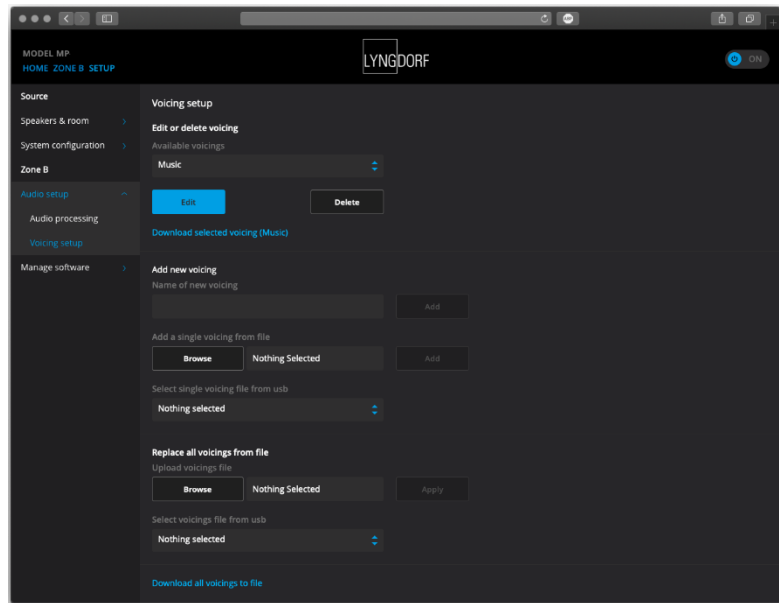 MODEL MP
HOME ZONE B SETUP
LYNGDORF
ON
Source
Speakers & room
System configuration
Zone B
Audio setup
Audio processing
Voicing setup
Manage software
Voicing setup
Edit or delete voicing
Available voicings
Music
Edit Delete
Download selected voicing (Music)
Add new voicing
Name of new voicing
Add
Add a single voicing from file
Browse Nothing Selected Add
Select single voicing file from usb
Nothing selected
Replace all voicings from file
Upload voicings file
Browse Nothing Selected Apply
Select voicings file from usb
Nothing selected
Download all voicings to file